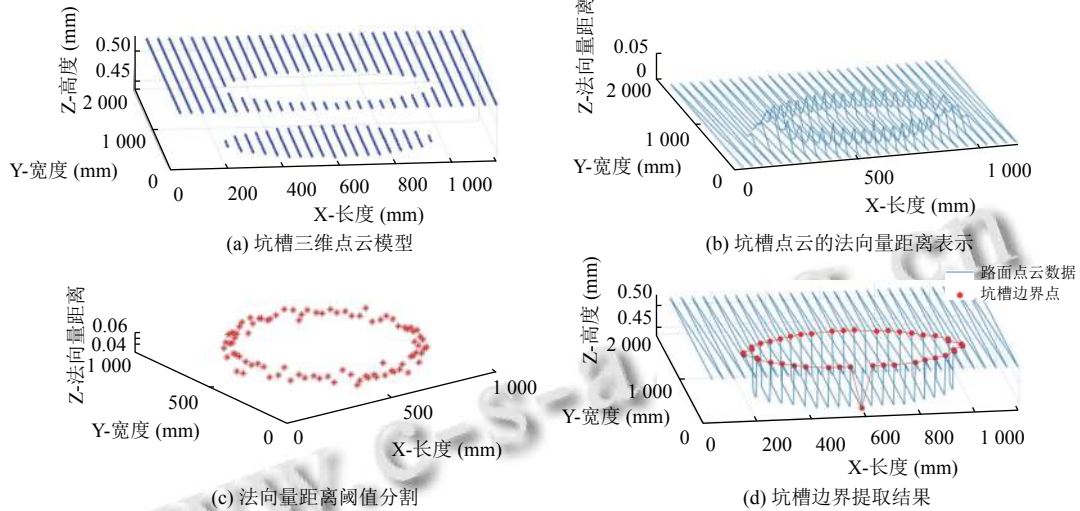 Z-高度 (mm)
0.50
0.45
2 000
1 000
0
Y-宽度 (mm)
0
200
400
600
800
1 000
X-长度 (mm)
(a) 坑槽三维点云模型
Z-法向量距离
0.05
0
2 000
1 000
0
Y-宽度 (mm)
0
500
1 000
X-长度 (mm)
(b) 坑槽点云的法向量距离表示
Z-法向量距离
0.06
0.04
1 000
500
0
Y-宽度 (mm)
0
500
1 000
X-长度 (mm)
(c) 法向量距离阈值分割
路面点云数据
坑槽边界点
Z-高度 (mm)
0.50
0.45
2 000
1 000
0
Y-宽度 (mm)
0
200
400
600
800
1 000
X-长度 (mm)
(d) 坑槽边界提取结果